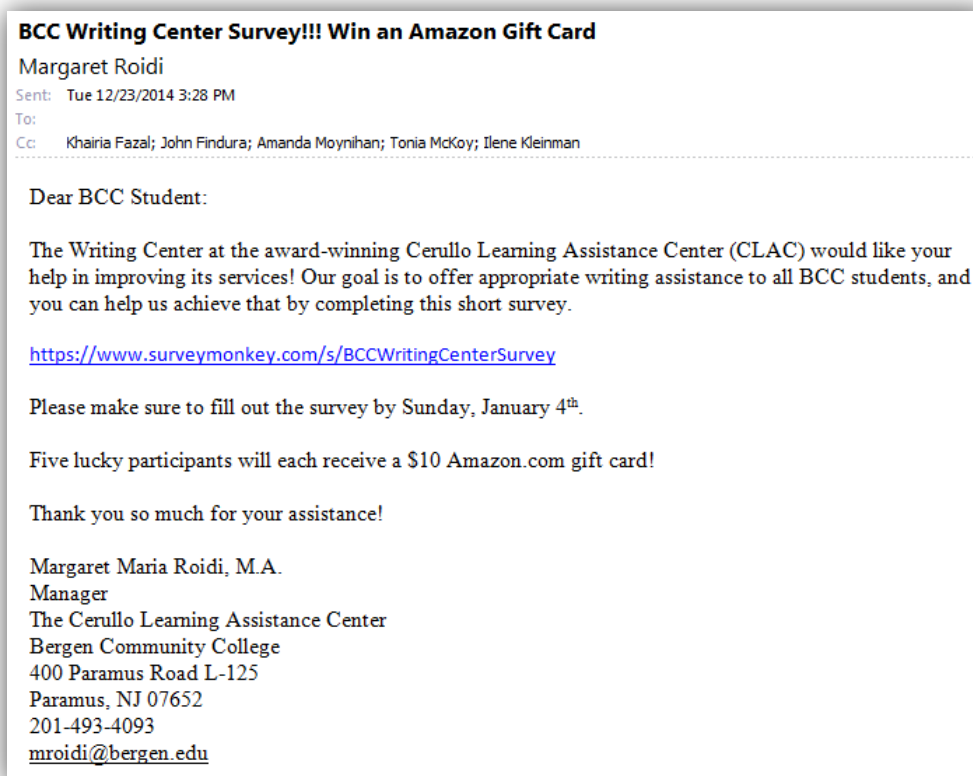 BCC Writing Center Survey!!! Win an Amazon Gift Card
Margaret Roidi
Sent: Tue 12/23/2014 3:28 PM
To:
Cc: Khairia Fazal; John Findura; Amanda Moynihan; Tonia McKoy; Ilene Kleinman
Dear BCC Student:
The Writing Center at the award-winning Cerullo Learning Assistance Center (CLAC) would like your
help in improving its services! Our goal is to offer appropriate writing assistance to all BCC students, and
you can help us achieve that by completing this short survey.
https://www.surveymonkey.com/s/BCCWritingCenterSurvey
Please make sure to fill out the survey by Sunday, January 4th.
Five lucky participants will each receive a $10 Amazon.com gift card!
Thank you so much for your assistance!
Margaret Maria Roidi, M.A.
Manager
The Cerullo Learning Assistance Center
Bergen Community College
400 Paramus Road L-125
Paramus, NJ 07652
201-493-4093
mroidi@bergen.edu